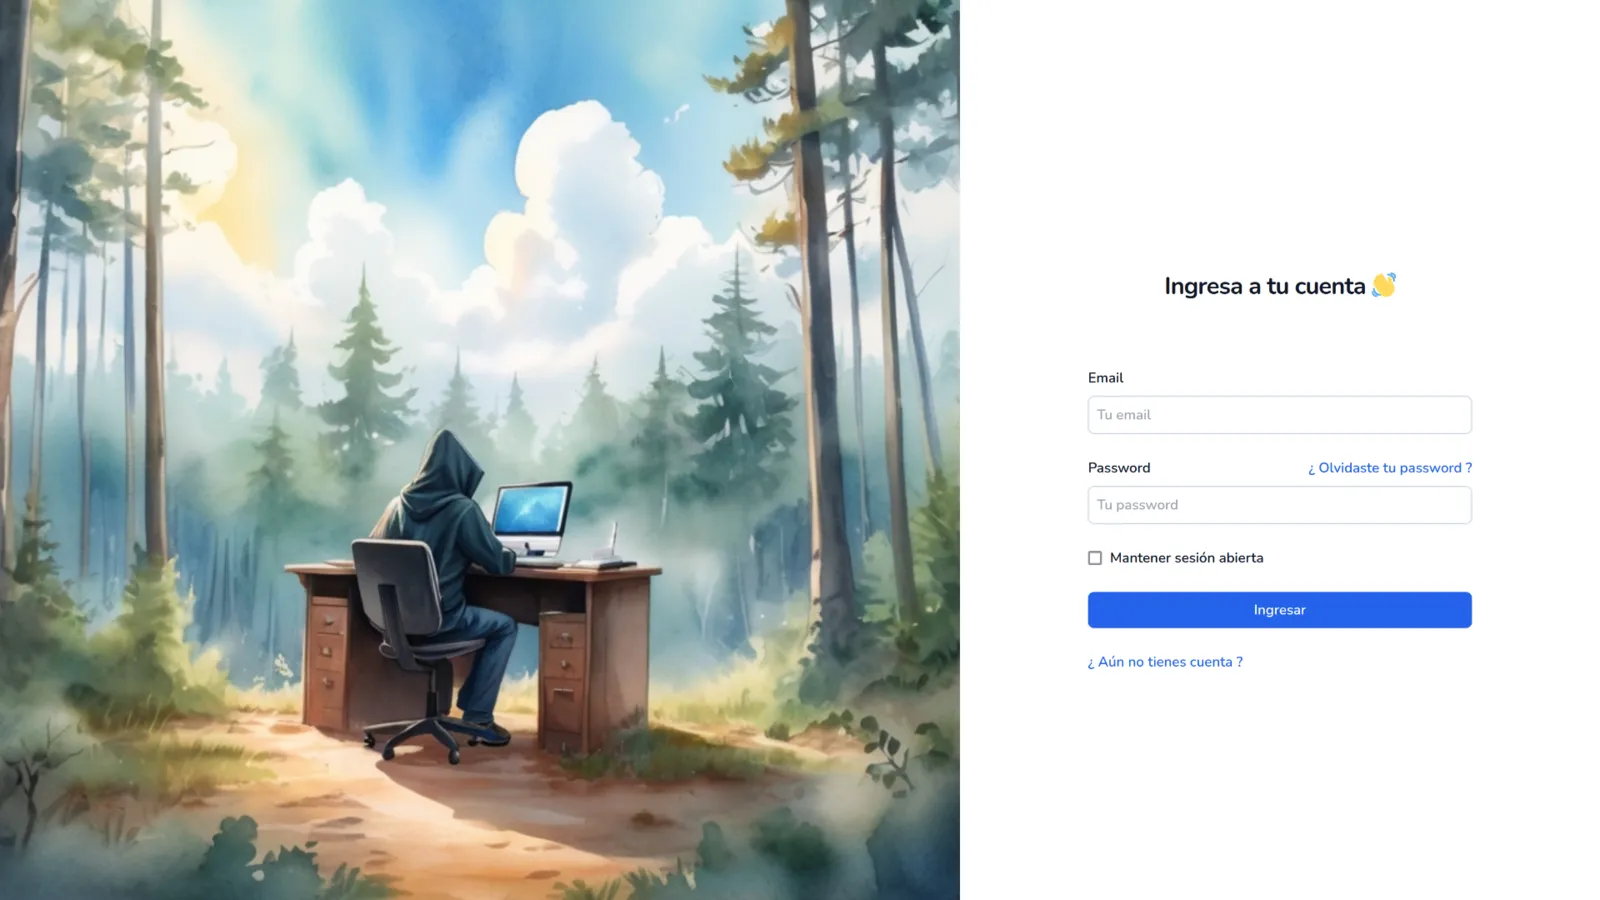 Ingresa a tu cuenta 👋
Email
Tu email
Password ¿ Olvidaste tu password ?
Tu password
Mantener sesión abierta
Ingresar
¿ Aún no tienes cuenta ?